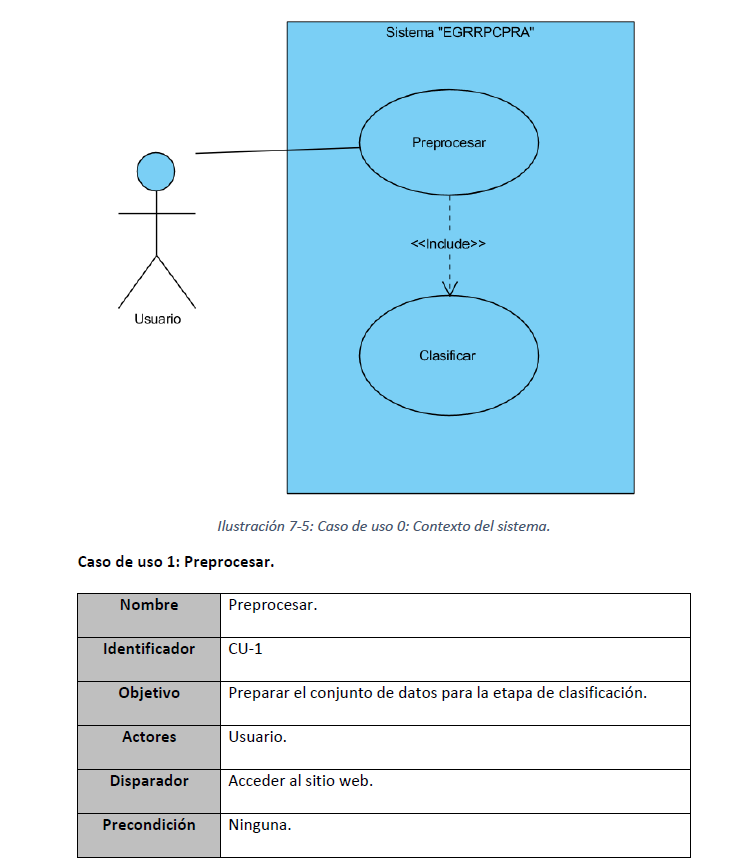 Sistema "EGRRPCPRA"
Preprocesar
<<Include>>
Clasificar
Usuario
Ilustración 7-5: Caso de uso 0: Contexto del sistema.
Caso de uso 1: Preprocesar.
Nombre Preprocesar.
Identificador CU-1
Objetivo Preparar el conjunto de datos para la etapa de clasificación.
Actores Usuario.
Disparador Acceder al sitio web.
Precondición Ninguna.